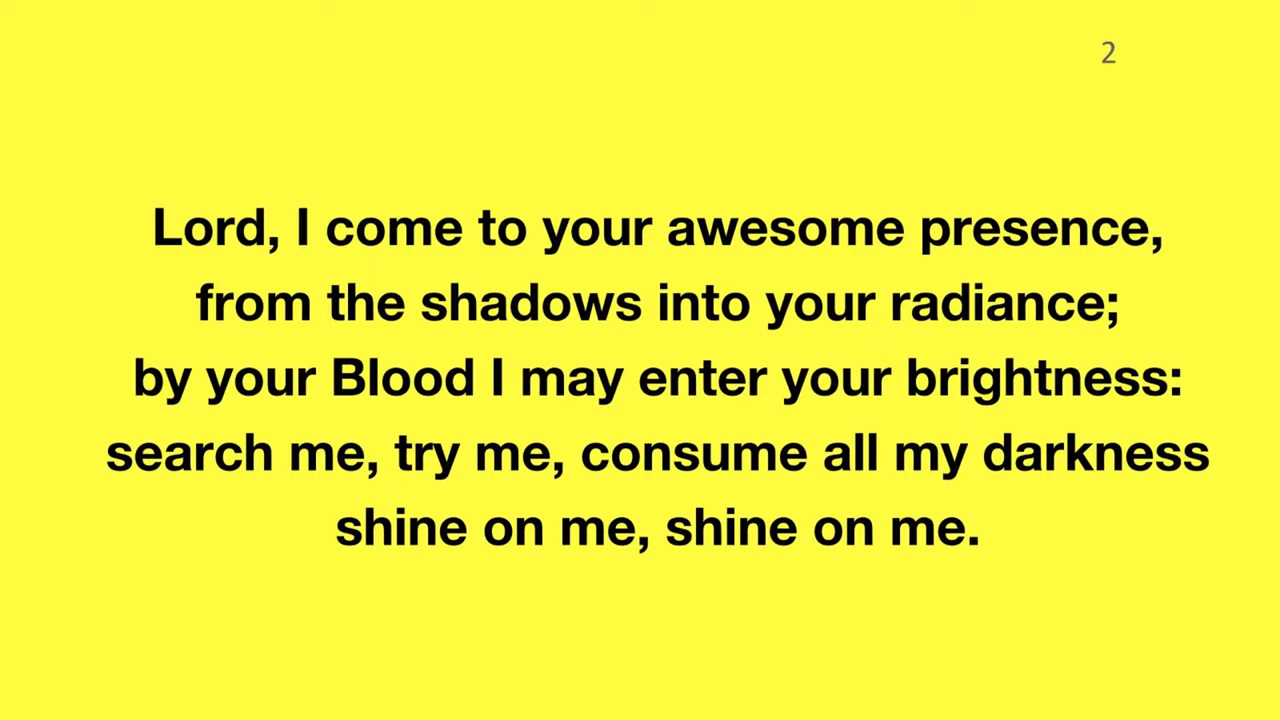 2
Lord, I come to your awesome presence,
from the shadows into your radiance;
by your Blood I may enter your brightness:
search me, try me, consume all my darkness
shine on me, shine on me.